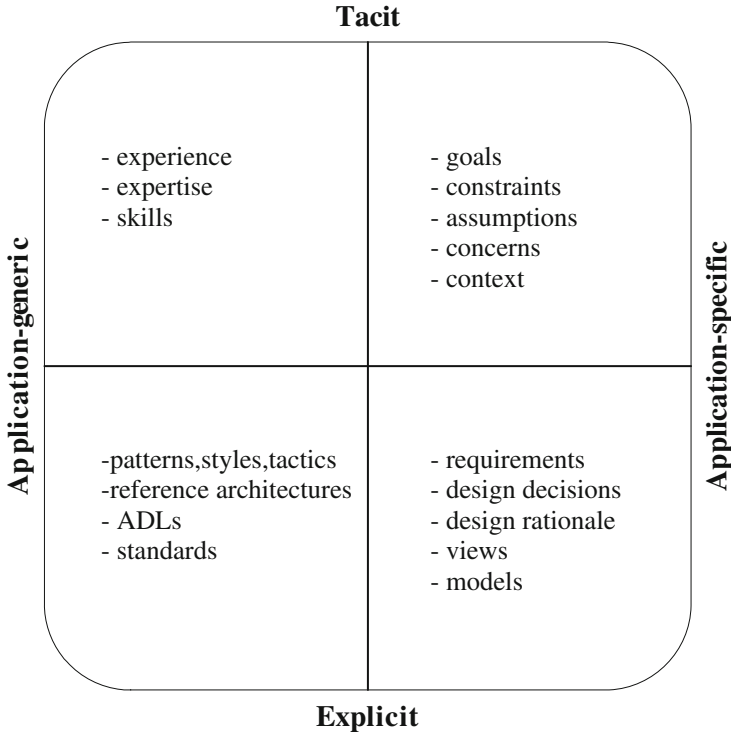 Tacit
- experience
- expertise
- skills
- goals
- constraints
- assumptions
- concerns
- context
Application-generic
Application-specific
-patterns,styles,tactics
-reference architectures
- ADLs
- standards
- requirements
- design decisions
- design rationale
- views
- models
Explicit